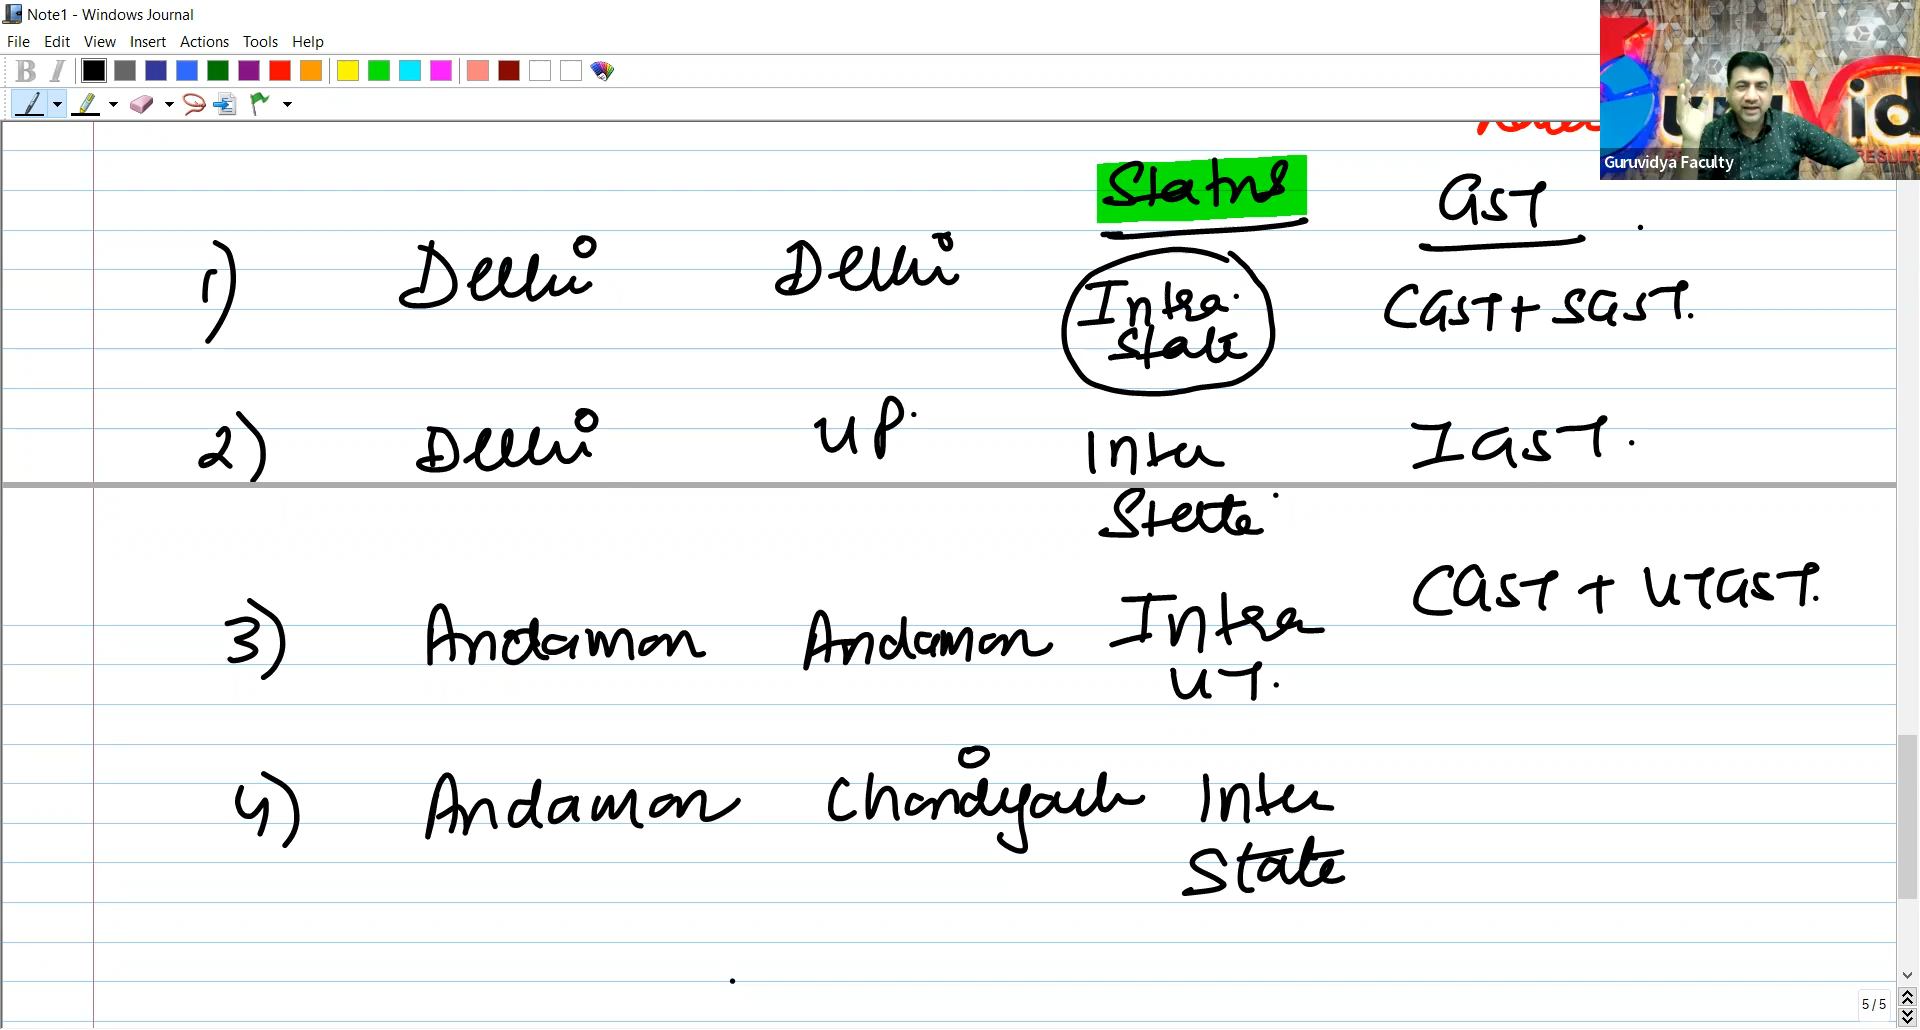 Note1 - Windows Journal
File Edit View Insert Actions Tools Help
B I
Guruvidya Faculty
Status GST
1) Delhi Delhi Intra State CGST + SGST.
2) Delhi UP. Inter State IGST.
3) Andaman Andaman Intra UT. CGST + UTGST.
4) Andaman Chandigarh Inter State
5 / 5